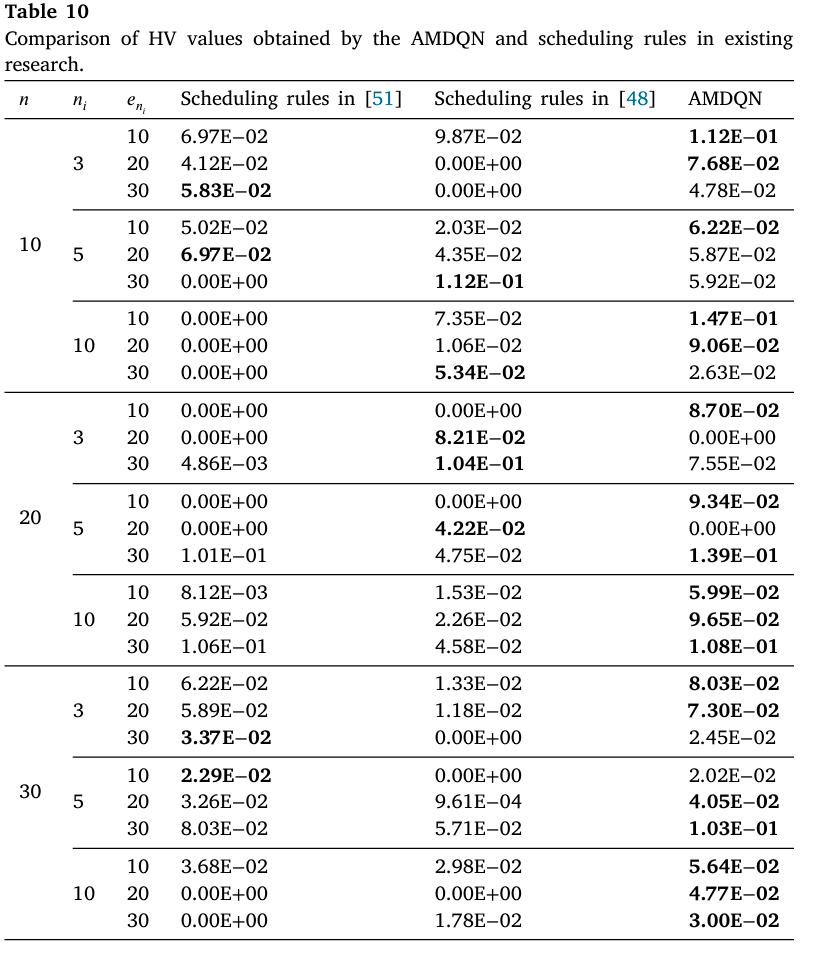 Table 10
Comparison of HV values obtained by the AMDQN and scheduling rules in existing
research.
n nᵢ eₙᵢ Scheduling rules in [51] Scheduling rules in [48] AMDQN
10 6.97E−02 9.87E−02 1.12E−01
3 20 4.12E−02 0.00E+00 7.68E−02
30 5.83E−02 0.00E+00 4.78E−02
10 5.02E−02 2.03E−02 6.22E−02
10 5 20 6.97E−02 4.35E−02 5.87E−02
30 0.00E+00 1.12E−01 5.92E−02
10 0.00E+00 7.35E−02 1.47E−01
10 20 0.00E+00 1.06E−02 9.06E−02
30 0.00E+00 5.34E−02 2.63E−02
10 0.00E+00 0.00E+00 8.70E−02
3 20 0.00E+00 8.21E−02 0.00E+00
30 4.86E−03 1.04E−01 7.55E−02
10 0.00E+00 0.00E+00 9.34E−02
20 5 20 0.00E+00 4.22E−02 0.00E+00
30 1.01E−01 4.75E−02 1.39E−01
10 8.12E−03 1.53E−02 5.99E−02
10 20 5.92E−02 2.26E−02 9.65E−02
30 1.06E−01 4.58E−02 1.08E−01
10 6.22E−02 1.33E−02 8.03E−02
3 20 5.89E−02 1.18E−02 7.30E−02
30 3.37E−02 0.00E+00 2.45E−02
10 2.29E−02 0.00E+00 2.02E−02
30 5 20 3.26E−02 9.61E−04 4.05E−02
30 8.03E−02 5.71E−02 1.03E−01
10 3.68E−02 2.98E−02 5.64E−02
10 20 0.00E+00 0.00E+00 4.77E−02
30 0.00E+00 1.78E−02 3.00E−02